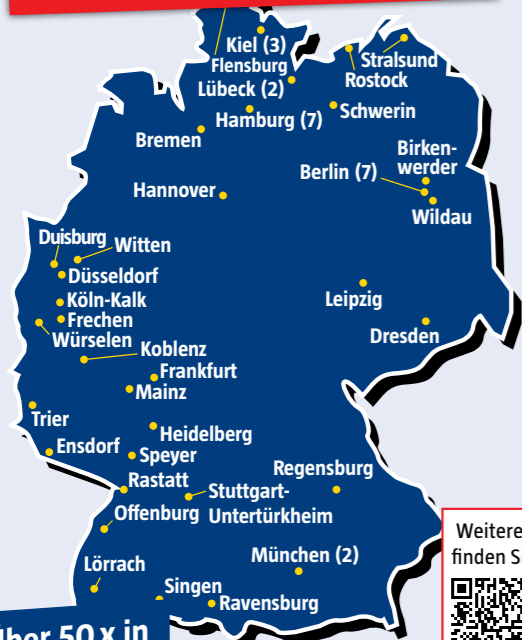 Kiel (3)
Flensburg
Stralsund
Rostock
Lübeck (2)
Schwerin
Hamburg (7)
Bremen
Birken-
werder
Berlin (7)
Hannover
Wildau
Duisburg
Witten
Düsseldorf
Köln-Kalk
Leipzig
Frechen
Würselen
Dresden
Koblenz
Frankfurt
Mainz
Trier
Heidelberg
Ensdorf
Speyer
Regensburg
Rastatt
Stuttgart-
Untertürkheim
Offenburg
Weitere
finden S
München (2)
Lörrach
Singen
Ravensburg
über 50 x in